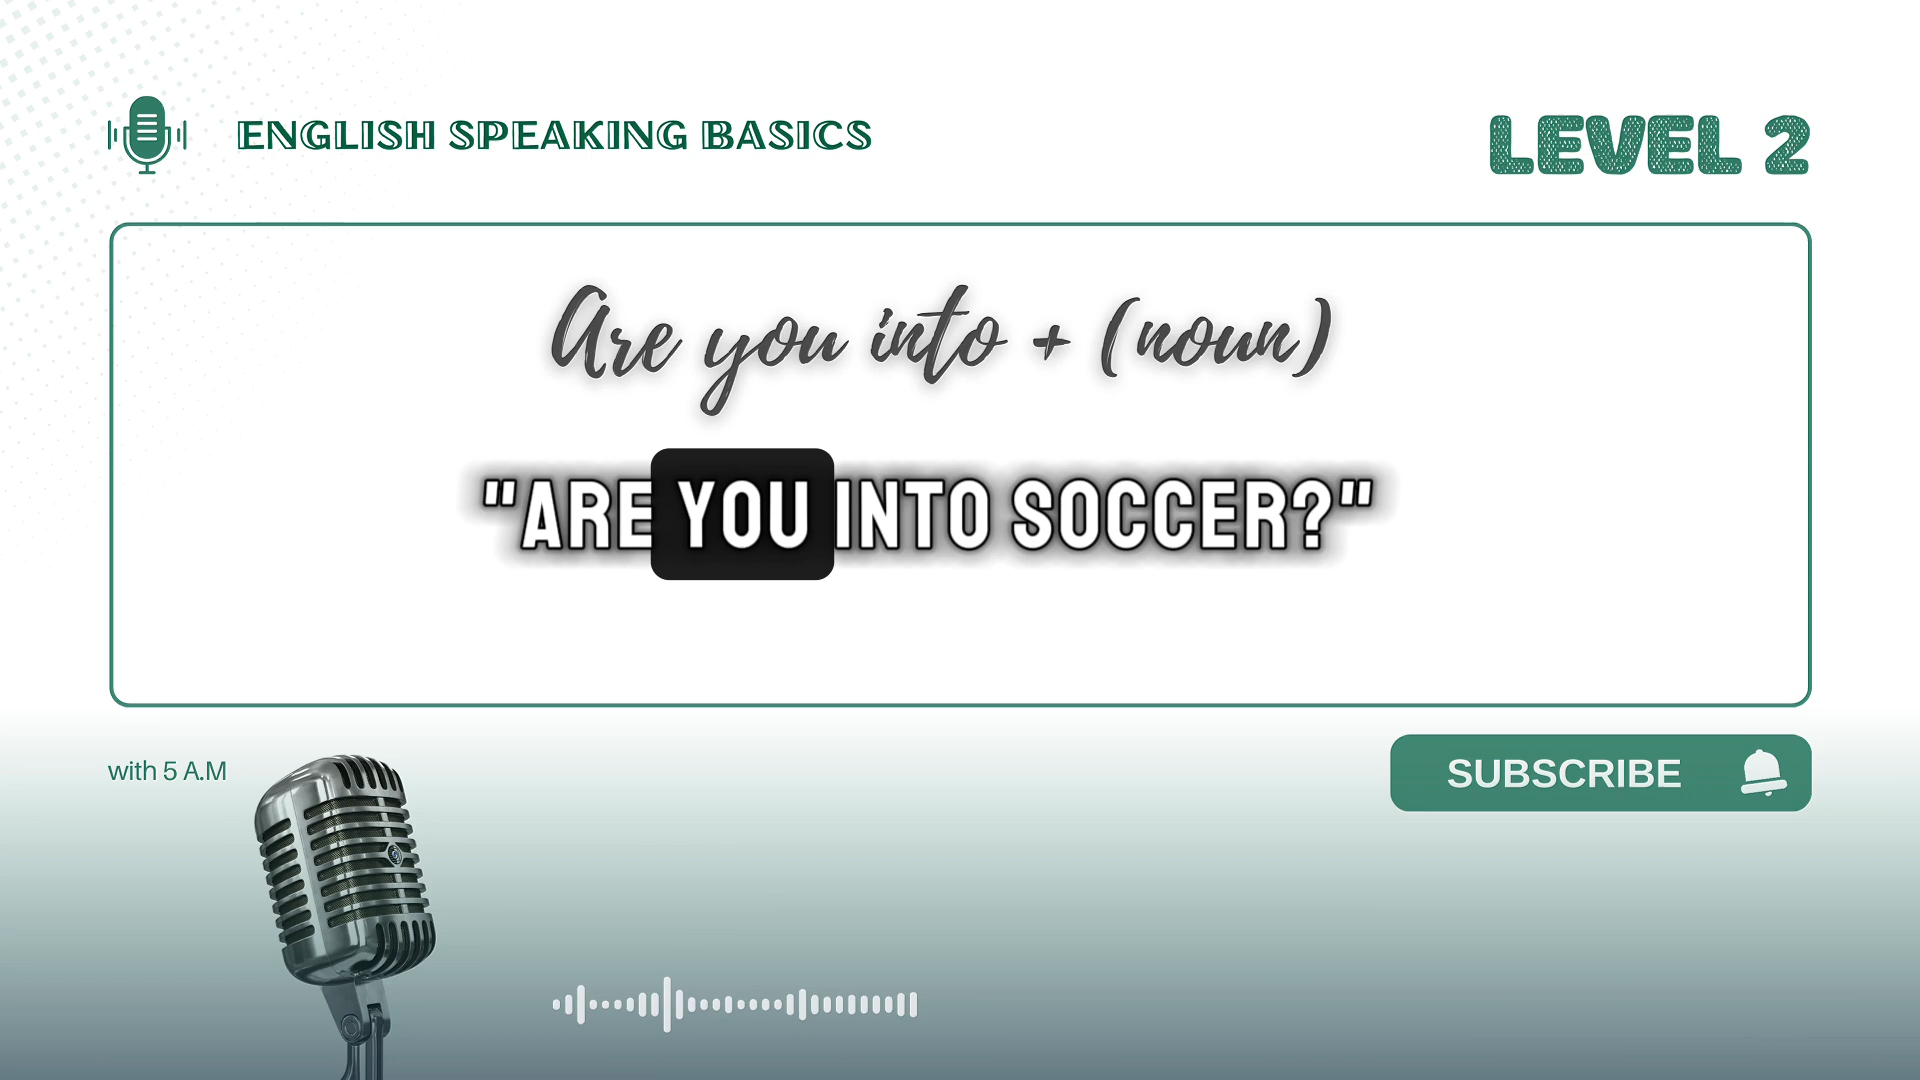 ENGLISH SPEAKING BASICS
LEVEL 2
Are you into + (noun)
"ARE YOU INTO SOCCER?"
with 5 A.M
SUBSCRIBE